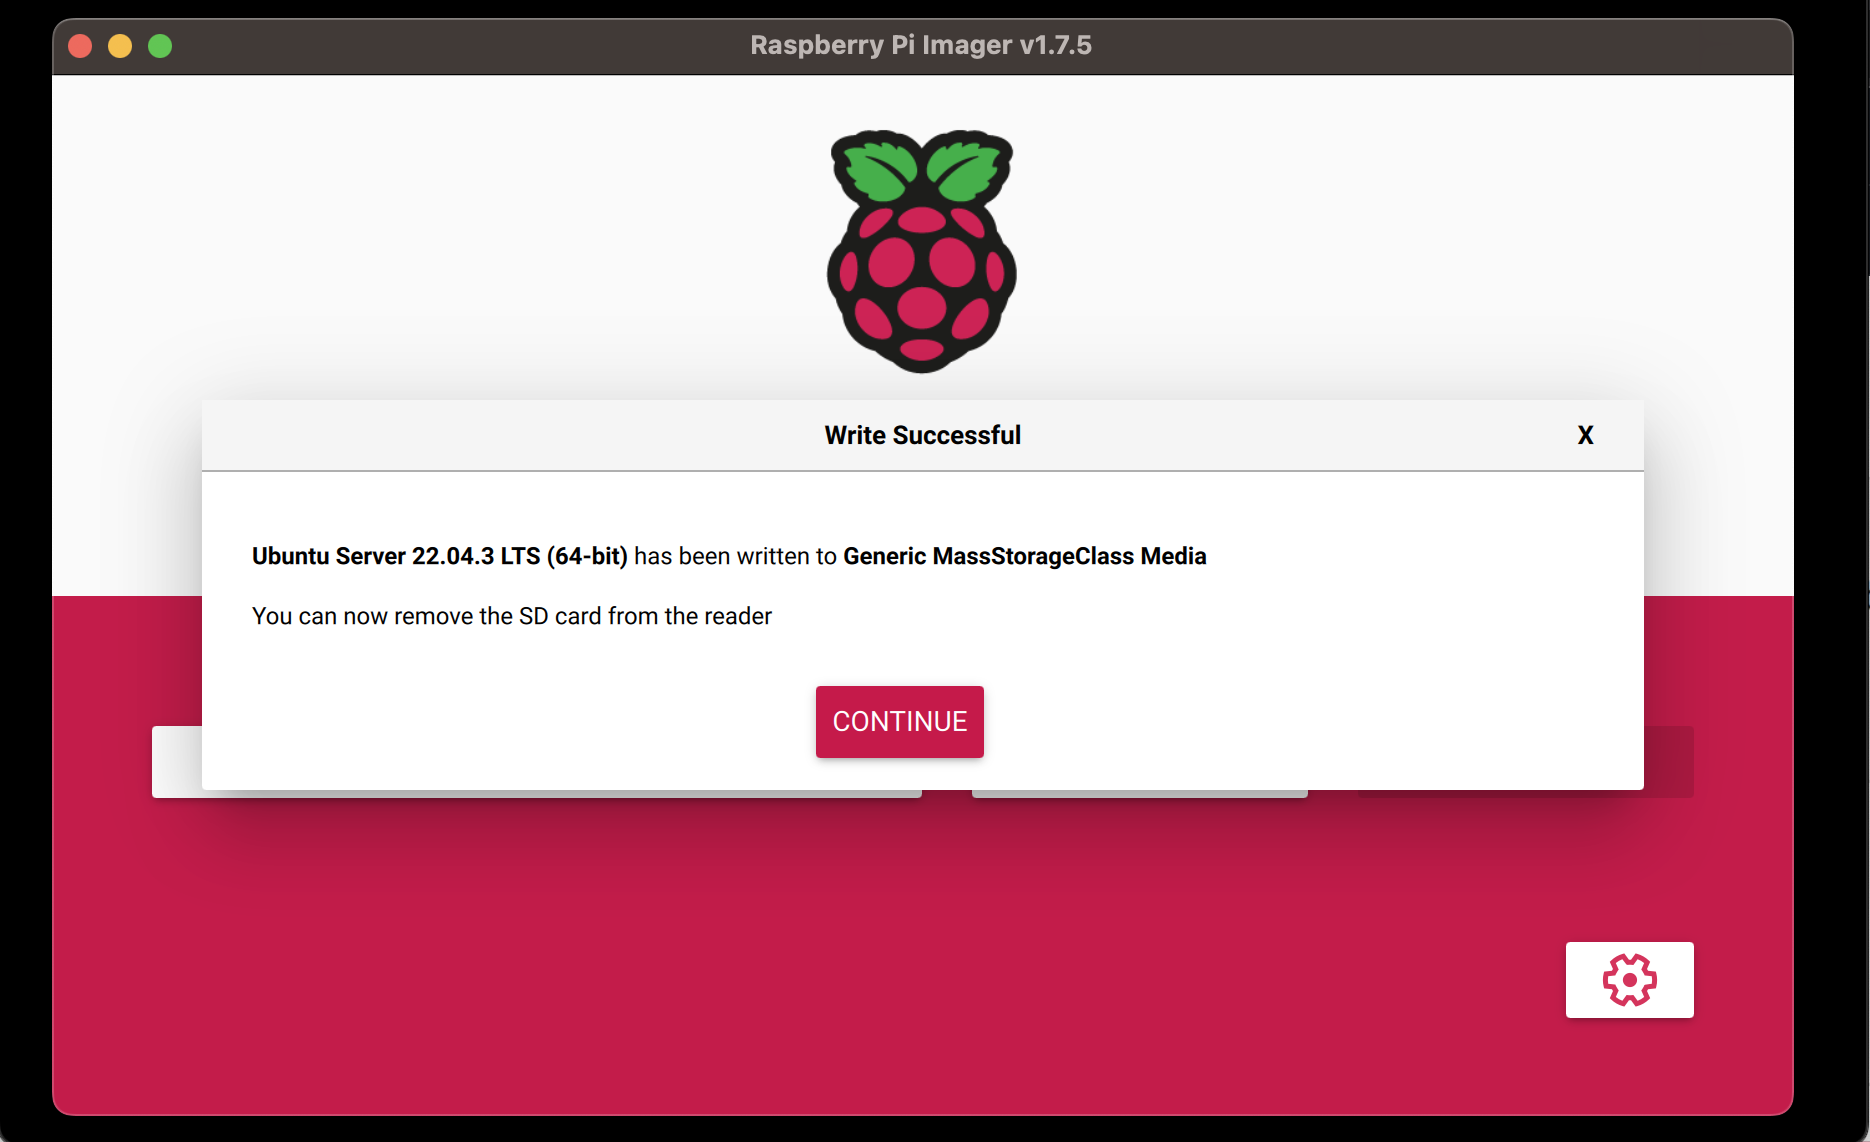 Raspberry Pi Imager v1.7.5
Write Successful
X
Ubuntu Server 22.04.3 LTS (64-bit) has been written to Generic MassStorageClass Media
You can now remove the SD card from the reader
CONTINUE